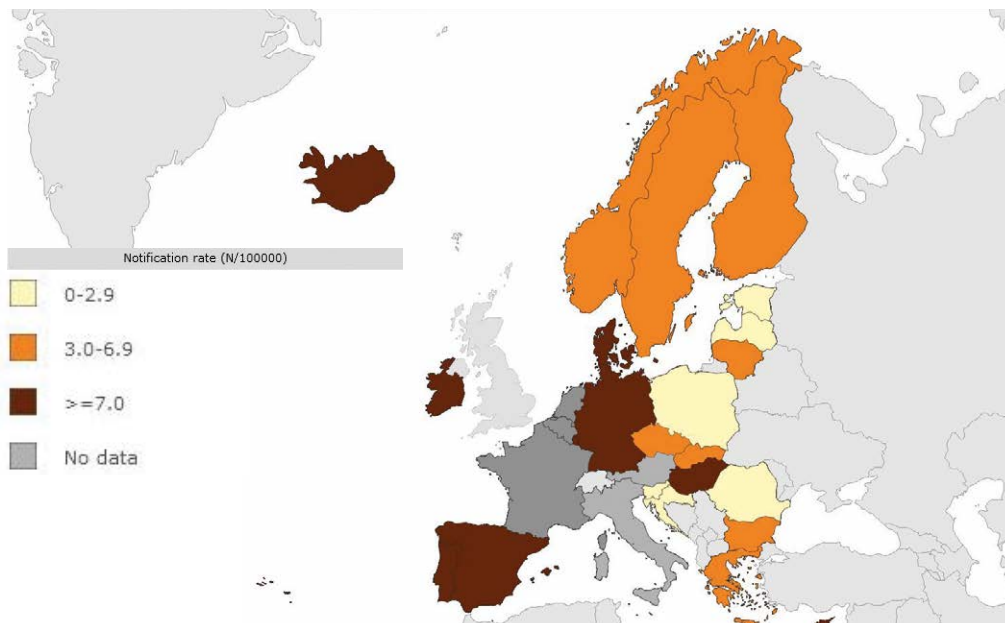 Notification rate (N/100000)
0-2.9
3.0-6.9
>=7.0
No data